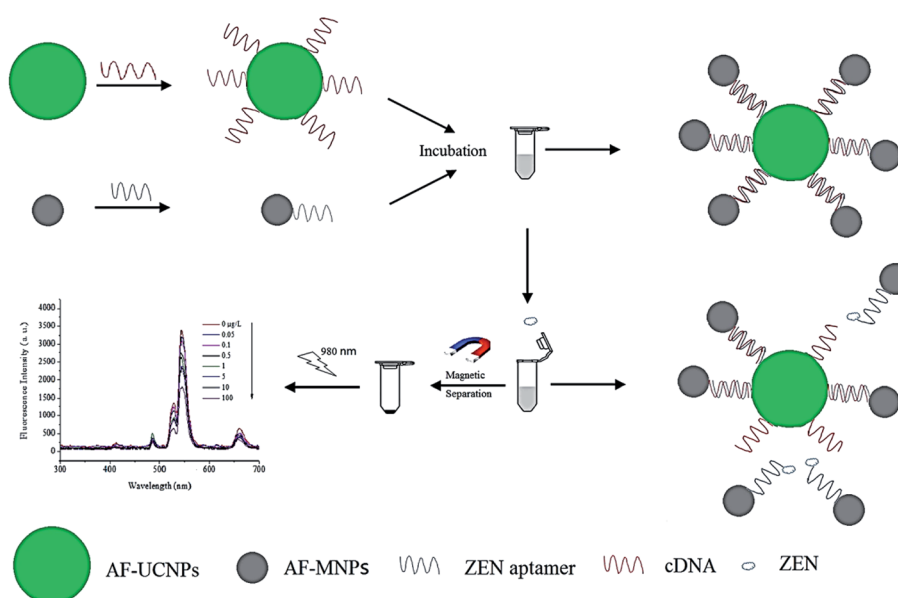 Incubation
Fluorescence Intensity (a. u.)
4000
3500
3000
2500
2000
1500
1000
500
0
300
400
500
600
700
Wavelength (nm)
0 µg/L
0.05
0.1
0.5
1
5
10
100
980 nm
Magnetic
Separation
AF-UCNPs
AF-MNPs
ZEN aptamer
cDNA
ZEN